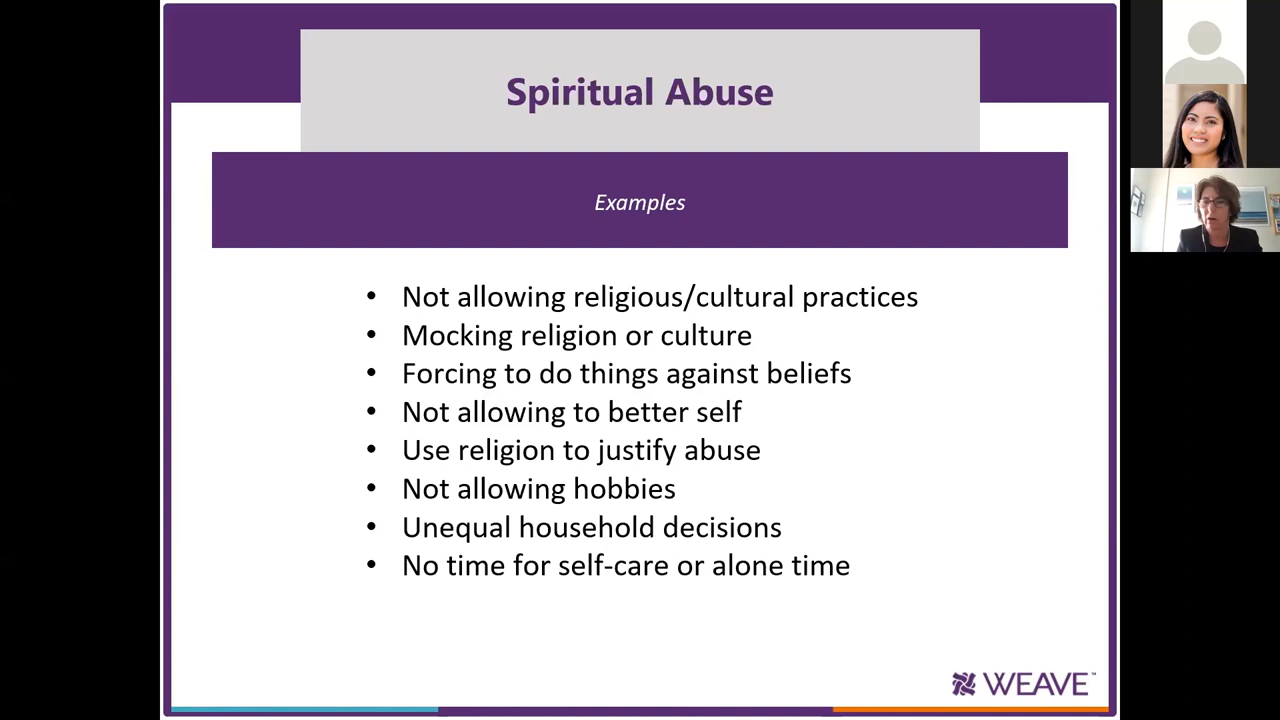 Spiritual Abuse
Examples
• Not allowing religious/cultural practices
• Mocking religion or culture
• Forcing to do things against beliefs
• Not allowing to better self
• Use religion to justify abuse
• Not allowing hobbies
• Unequal household decisions
• No time for self-care or alone time
WEAVE™